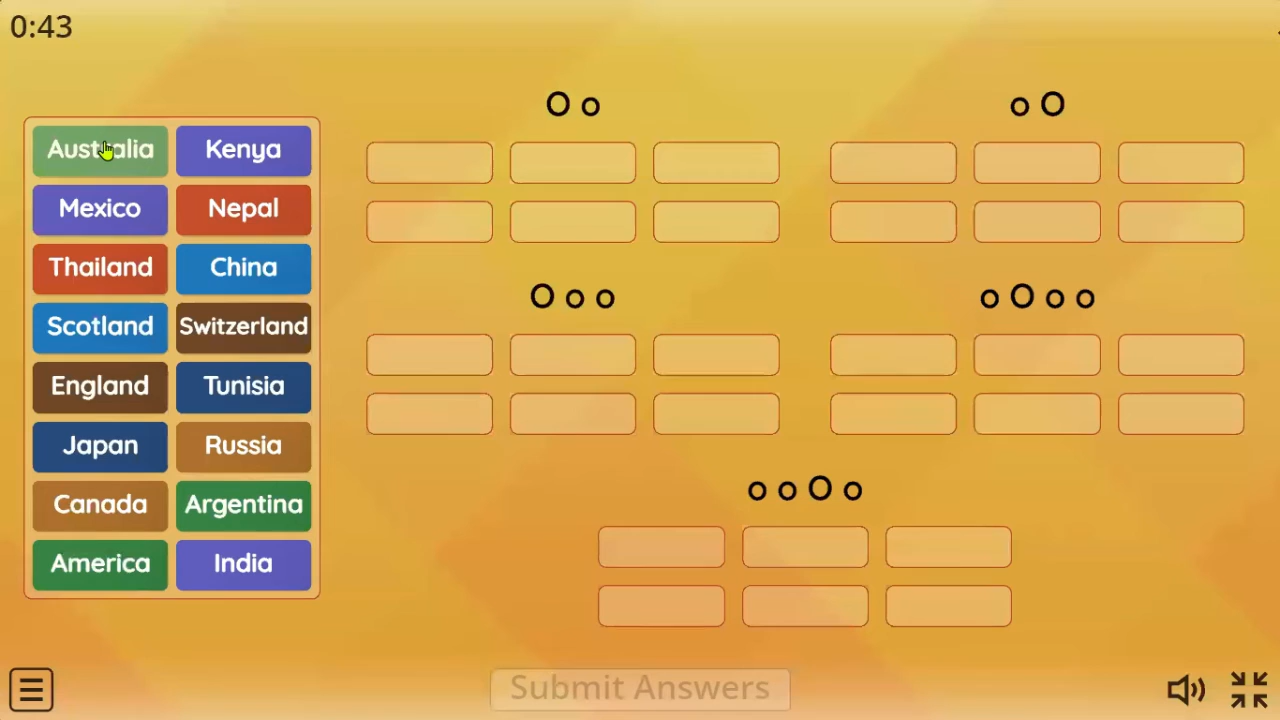 0:43
O o
o O
Australia Kenya
Mexico Nepal
Thailand China
Scotland Switzerland
England Tunisia
Japan Russia
Canada Argentina
America India
O o o
o O o o
o o O o
Submit Answers